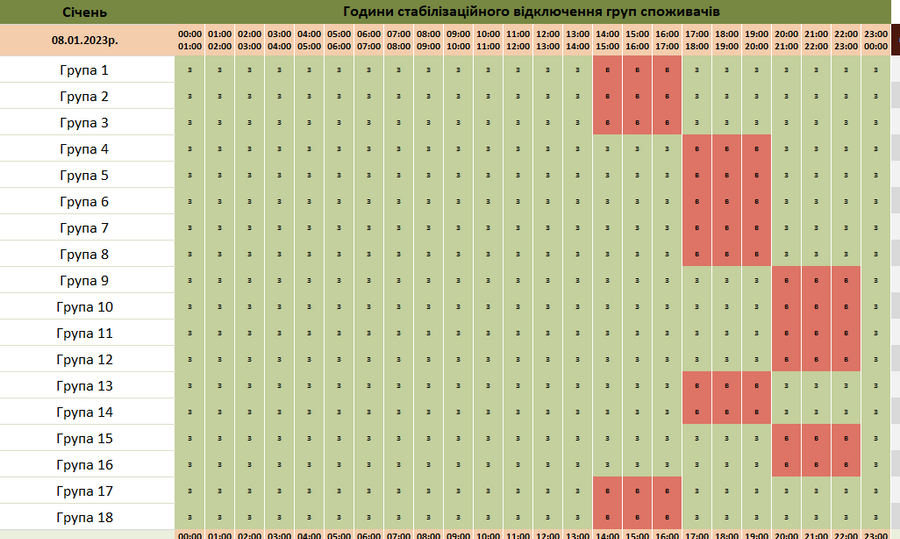 Січень Години стабілізаційного відключення груп споживачів
08.01.2023р.
00:00 01:00 02:00 03:00 04:00 05:00 06:00 07:00 08:00 09:00 10:00 11:00 12:00 13:00 14:00 15:00 16:00 17:00 18:00 19:00 20:00 21:00 22:00 23:00
01:00 02:00 03:00 04:00 05:00 06:00 07:00 08:00 09:00 10:00 11:00 12:00 13:00 14:00 15:00 16:00 17:00 18:00 19:00 20:00 21:00 22:00 23:00 00:00
Група 1 з з з з з з з з з з з з з з в в в з з з з з з з
Група 2 з з з з з з з з з з з з з з в в в з з з з з з з
Група 3 з з з з з з з з з з з з з з в в в з з з з з з з
Група 4 з з з з з з з з з з з з з з з з з в в в з з з з
Група 5 з з з з з з з з з з з з з з з з з в в в з з з з
Група 6 з з з з з з з з з з з з з з з з з в в в з з з з
Група 7 з з з з з з з з з з з з з з з з з в в в з з з з
Група 8 з з з з з з з з з з з з з з з з з в в в з з з з
Група 9 з з з з з з з з з з з з з з з з з з з з в в в з
Група 10 з з з з з з з з з з з з з з з з з з з з в в в з
Група 11 з з з з з з з з з з з з з з з з з з з з в в в з
Група 12 з з з з з з з з з з з з з з з з з з з з в в в з
Група 13 з з з з з з з з з з з з з з з з з в в в з з з з
Група 14 з з з з з з з з з з з з з з з з з в в в з з з з
Група 15 з з з з з з з з з з з з з з з з з з з з в в в з
Група 16 з з з з з з з з з з з з з з з з з з з з в в в з
Група 17 з з з з з з з з з з з з з з в в в з з з з з з з
Група 18 з з з з з з з з з з з з з з в в в з з з з з з з
00:00 01:00 02:00 03:00 04:00 05:00 06:00 07:00 08:00 09:00 10:00 11:00 12:00 13:00 14:00 15:00 16:00 17:00 18:00 19:00 20:00 21:00 22:00 23:00